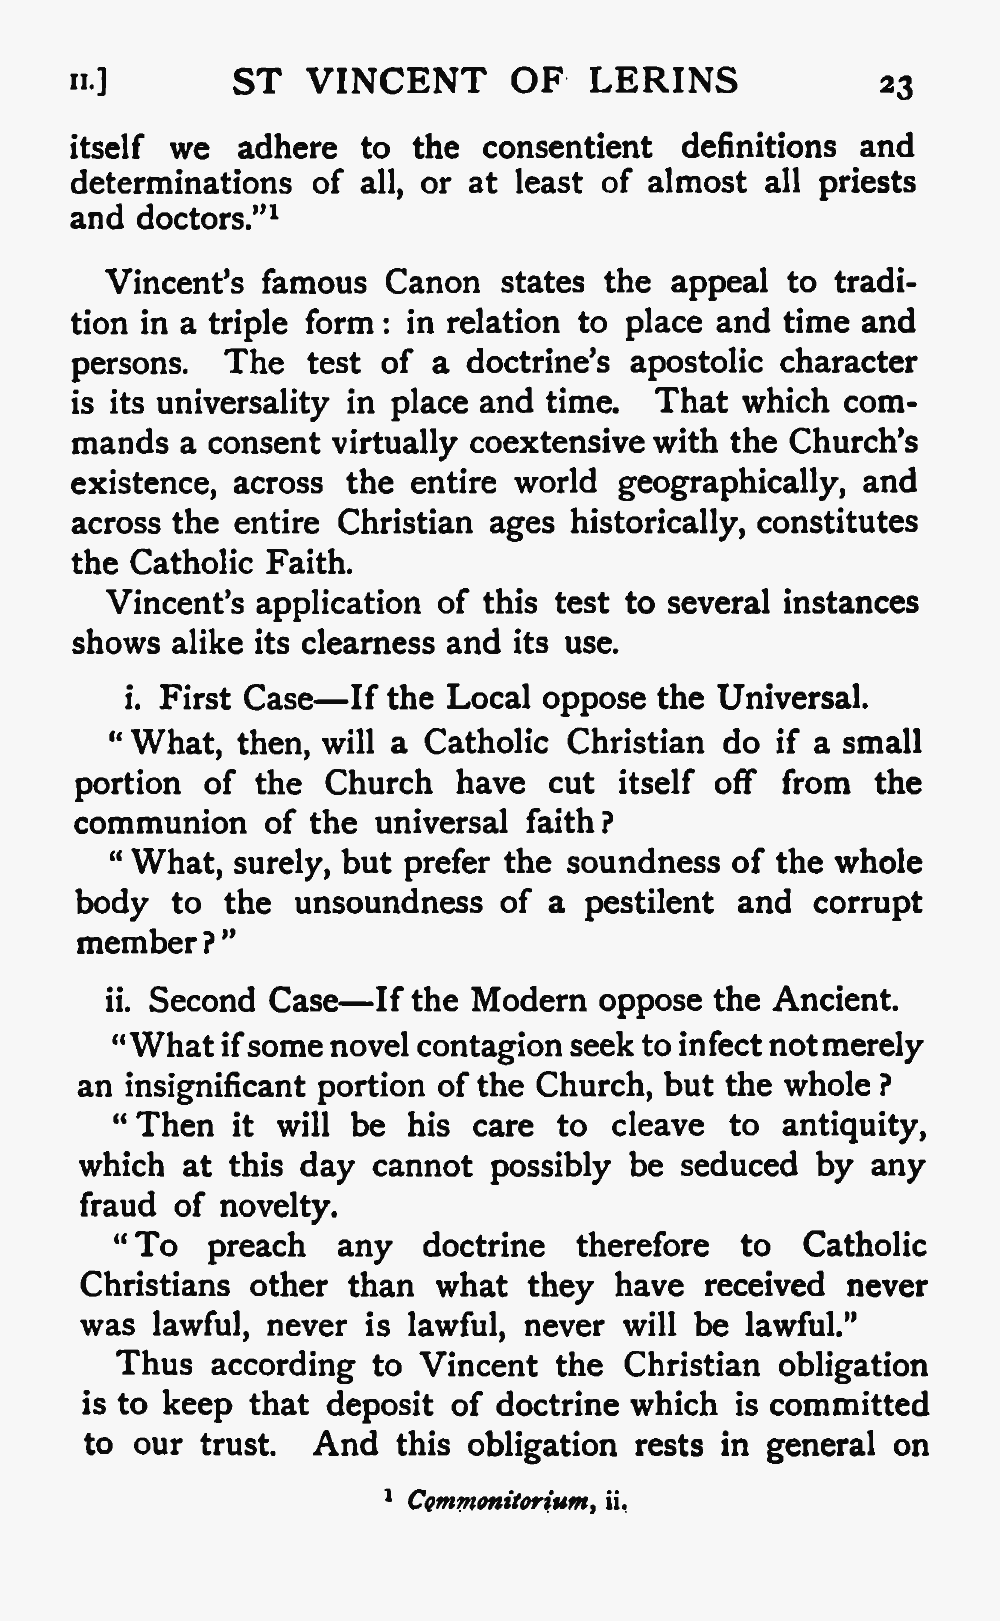 II.] ST VINCENT OF LERINS 23
itself we adhere to the consentient definitions and
determinations of all, or at least of almost all priests
and doctors."¹
Vincent's famous Canon states the appeal to tradi-
tion in a triple form : in relation to place and time and
persons. The test of a doctrine's apostolic character
is its universality in place and time. That which com-
mands a consent virtually coextensive with the Church's
existence, across the entire world geographically, and
across the entire Christian ages historically, constitutes
the Catholic Faith.
Vincent's application of this test to several instances
shows alike its clearness and its use.
i. First Case—If the Local oppose the Universal.
"What, then, will a Catholic Christian do if a small
portion of the Church have cut itself off from the
communion of the universal faith?
"What, surely, but prefer the soundness of the whole
body to the unsoundness of a pestilent and corrupt
member?"
ii. Second Case—If the Modern oppose the Ancient.
"What if some novel contagion seek to infect not merely
an insignificant portion of the Church, but the whole?
"Then it will be his care to cleave to antiquity,
which at this day cannot possibly be seduced by any
fraud of novelty.
"To preach any doctrine therefore to Catholic
Christians other than what they have received never
was lawful, never is lawful, never will be lawful."
Thus according to Vincent the Christian obligation
is to keep that deposit of doctrine which is committed
to our trust. And this obligation rests in general on
¹ Commonitorium, ii.